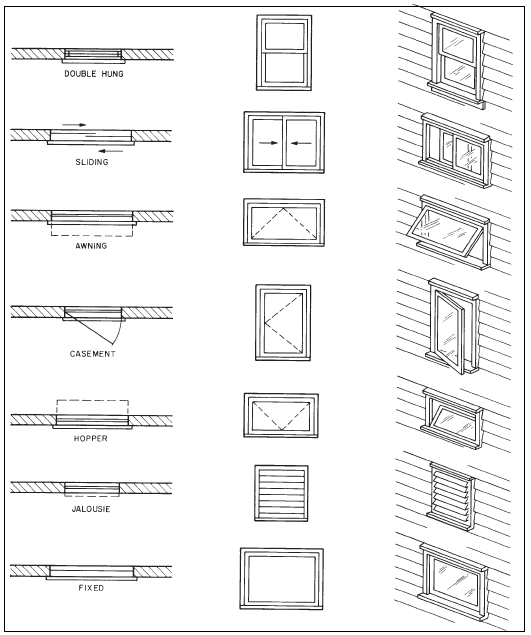 DOUBLE HUNG
SLIDING
AWNING
CASEMENT
HOPPER
JALOUSIE
FIXED